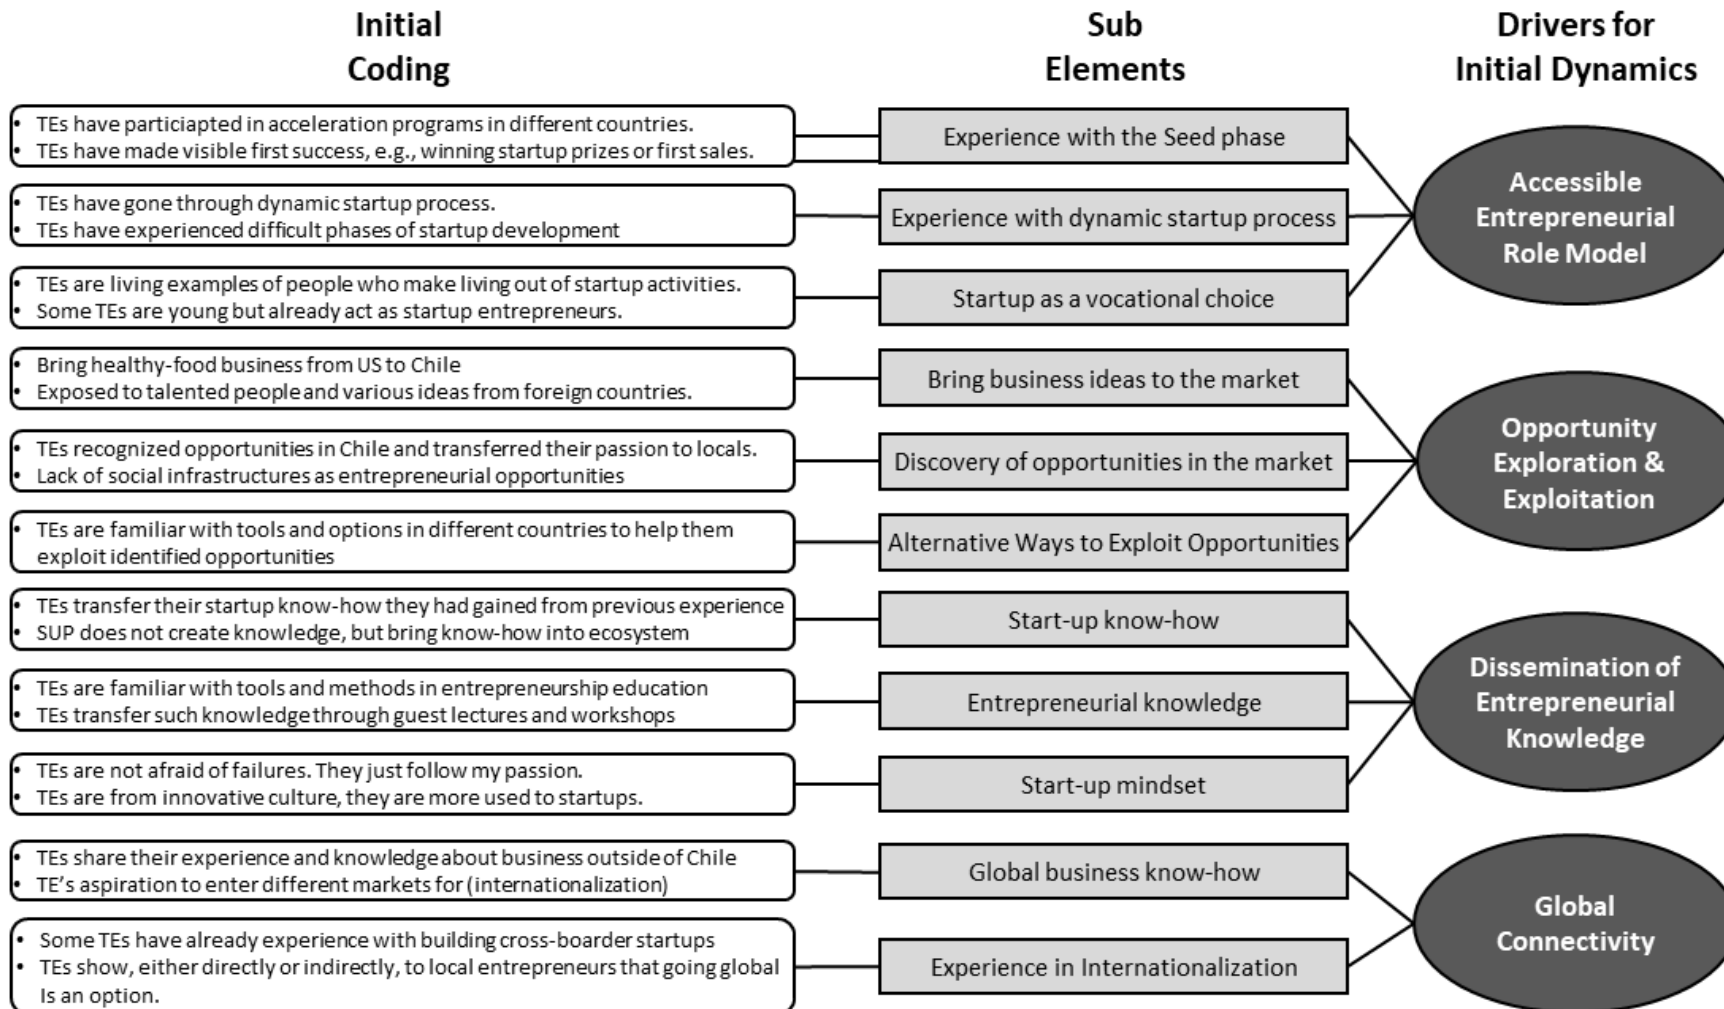 Initial
Coding
Sub
Elements
Drivers for
Initial Dynamics
• TEs have particiapted in acceleration programs in different countries.
• TEs have made visible first success, e.g., winning startup prizes or first sales.
Experience with the Seed phase
• TEs have gone through dynamic startup process.
• TEs have experienced difficult phases of startup development
Experience with dynamic startup process
• TEs are living examples of people who make living out of startup activities.
• Some TEs are young but already act as startup entrepreneurs.
Startup as a vocational choice
Accessible
Entrepreneurial
Role Model
• Bring healthy-food business from US to Chile
• Exposed to talented people and various ideas from foreign countries.
Bring business ideas to the market
• TEs recognized opportunities in Chile and transferred their passion to locals.
• Lack of social infrastructures as entrepreneurial opportunities
Discovery of opportunities in the market
• TEs are familiar with tools and options in different countries to help them
exploit identified opportunities
Alternative Ways to Exploit Opportunities
Opportunity
Exploration &
Exploitation
• TEs transfer their startup know-how they had gained from previous experience
• SUP does not create knowledge, but bring know-how into ecosystem
Start-up know-how
• TEs are familiar with tools and methods in entrepreneurship education
• TEs transfer such knowledge through guest lectures and workshops
Entrepreneurial knowledge
• TEs are not afraid of failures. They just follow my passion.
• TEs are from innovative culture, they are more used to startups.
Start-up mindset
Dissemination of
Entrepreneurial
Knowledge
• TEs share their experience and knowledge about business outside of Chile
• TE's aspiration to enter different markets for (internationalization)
Global business know-how
• Some TEs have already experience with building cross-boarder startups
• TEs show, either directly or indirectly, to local entrepreneurs that going global
Is an option.
Experience in Internationalization
Global
Connectivity